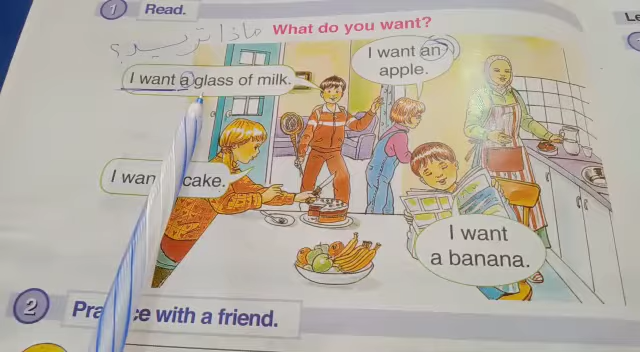 1 Read.
ماذا تريد؟
What do you want?
I want a glass of milk.
I want an
apple.
I wan cake.
I want
a banana.
2 Pra ce with a friend.
Le